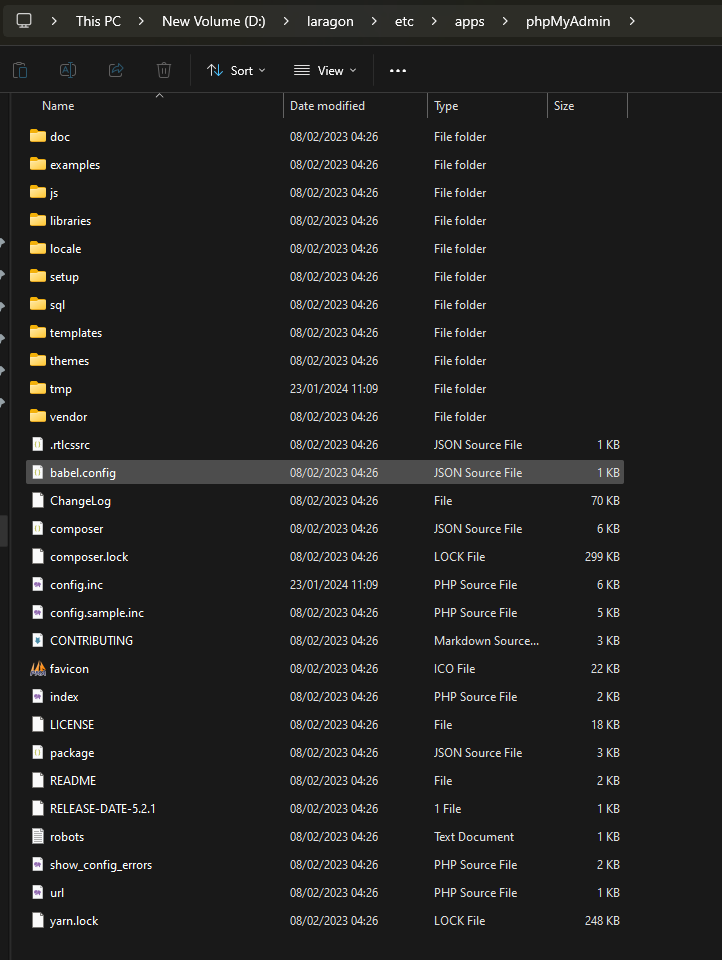 This PC > New Volume (D:) > laragon > etc > apps > phpMyAdmin >
Sort View
Name Date modified Type Size
doc 08/02/2023 04:26 File folder
examples 08/02/2023 04:26 File folder
js 08/02/2023 04:26 File folder
libraries 08/02/2023 04:26 File folder
locale 08/02/2023 04:26 File folder
setup 08/02/2023 04:26 File folder
sql 08/02/2023 04:26 File folder
templates 08/02/2023 04:26 File folder
themes 08/02/2023 04:26 File folder
tmp 23/01/2024 11:09 File folder
vendor 08/02/2023 04:26 File folder
.rtlcssrc 08/02/2023 04:26 JSON Source File 1 KB
babel.config 08/02/2023 04:26 JSON Source File 1 KB
ChangeLog 08/02/2023 04:26 File 70 KB
composer 08/02/2023 04:26 JSON Source File 6 KB
composer.lock 08/02/2023 04:26 LOCK File 299 KB
config.inc 23/01/2024 11:09 PHP Source File 6 KB
config.sample.inc 08/02/2023 04:26 PHP Source File 5 KB
CONTRIBUTING 08/02/2023 04:26 Markdown Source... 3 KB
favicon 08/02/2023 04:26 ICO File 22 KB
index 08/02/2023 04:26 PHP Source File 2 KB
LICENSE 08/02/2023 04:26 File 18 KB
package 08/02/2023 04:26 JSON Source File 3 KB
README 08/02/2023 04:26 File 2 KB
RELEASE-DATE-5.2.1 08/02/2023 04:26 1 File 1 KB
robots 08/02/2023 04:26 Text Document 1 KB
show_config_errors 08/02/2023 04:26 PHP Source File 2 KB
url 08/02/2023 04:26 PHP Source File 1 KB
yarn.lock 08/02/2023 04:26 LOCK File 248 KB